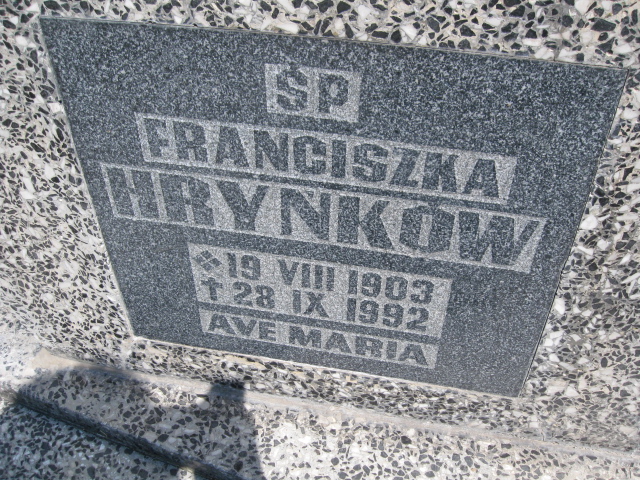 ŚP
FRANCISZKA
HRYNKÓW
* 19 VIII 1903
† 28 IX 1992
AVE MARIA